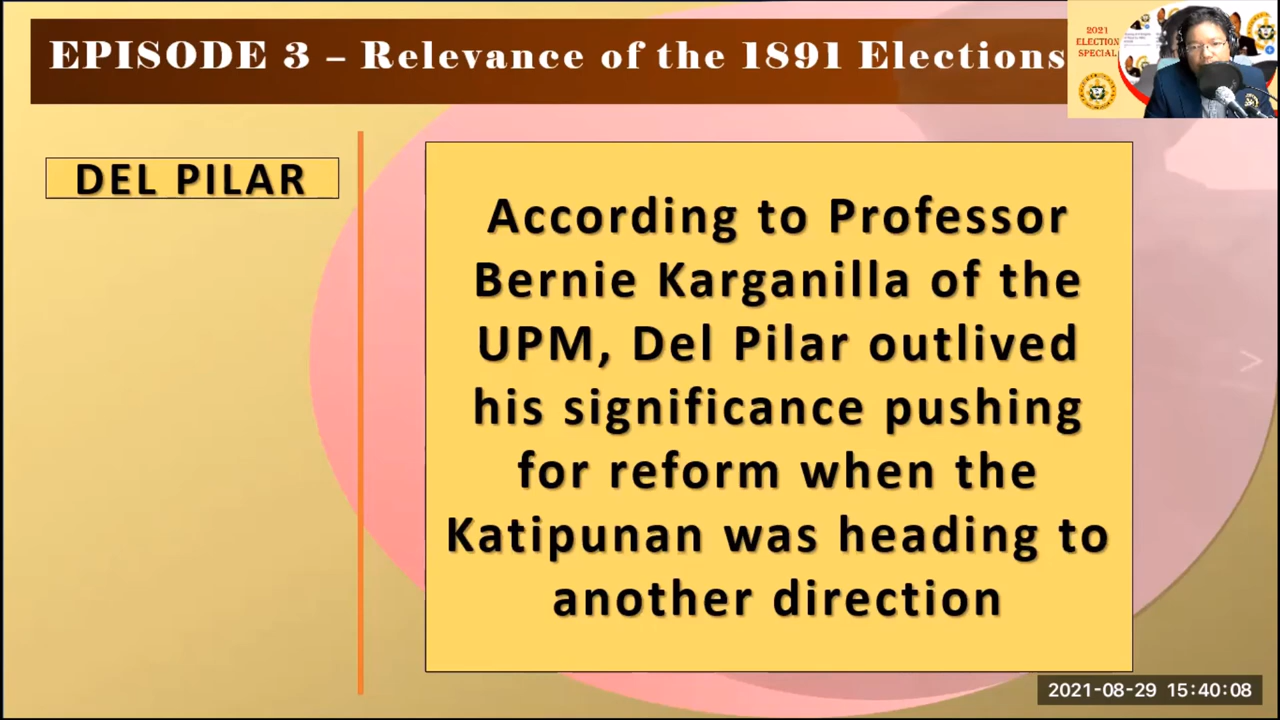 EPISODE 3 – Relevance of the 1891 Elections
2021
ELECTION
SPECIAL
DEL PILAR
According to Professor
Bernie Karganilla of the
UPM, Del Pilar outlived
his significance pushing
for reform when the
Katipunan was heading to
another direction
2021-08-29 15:40:08